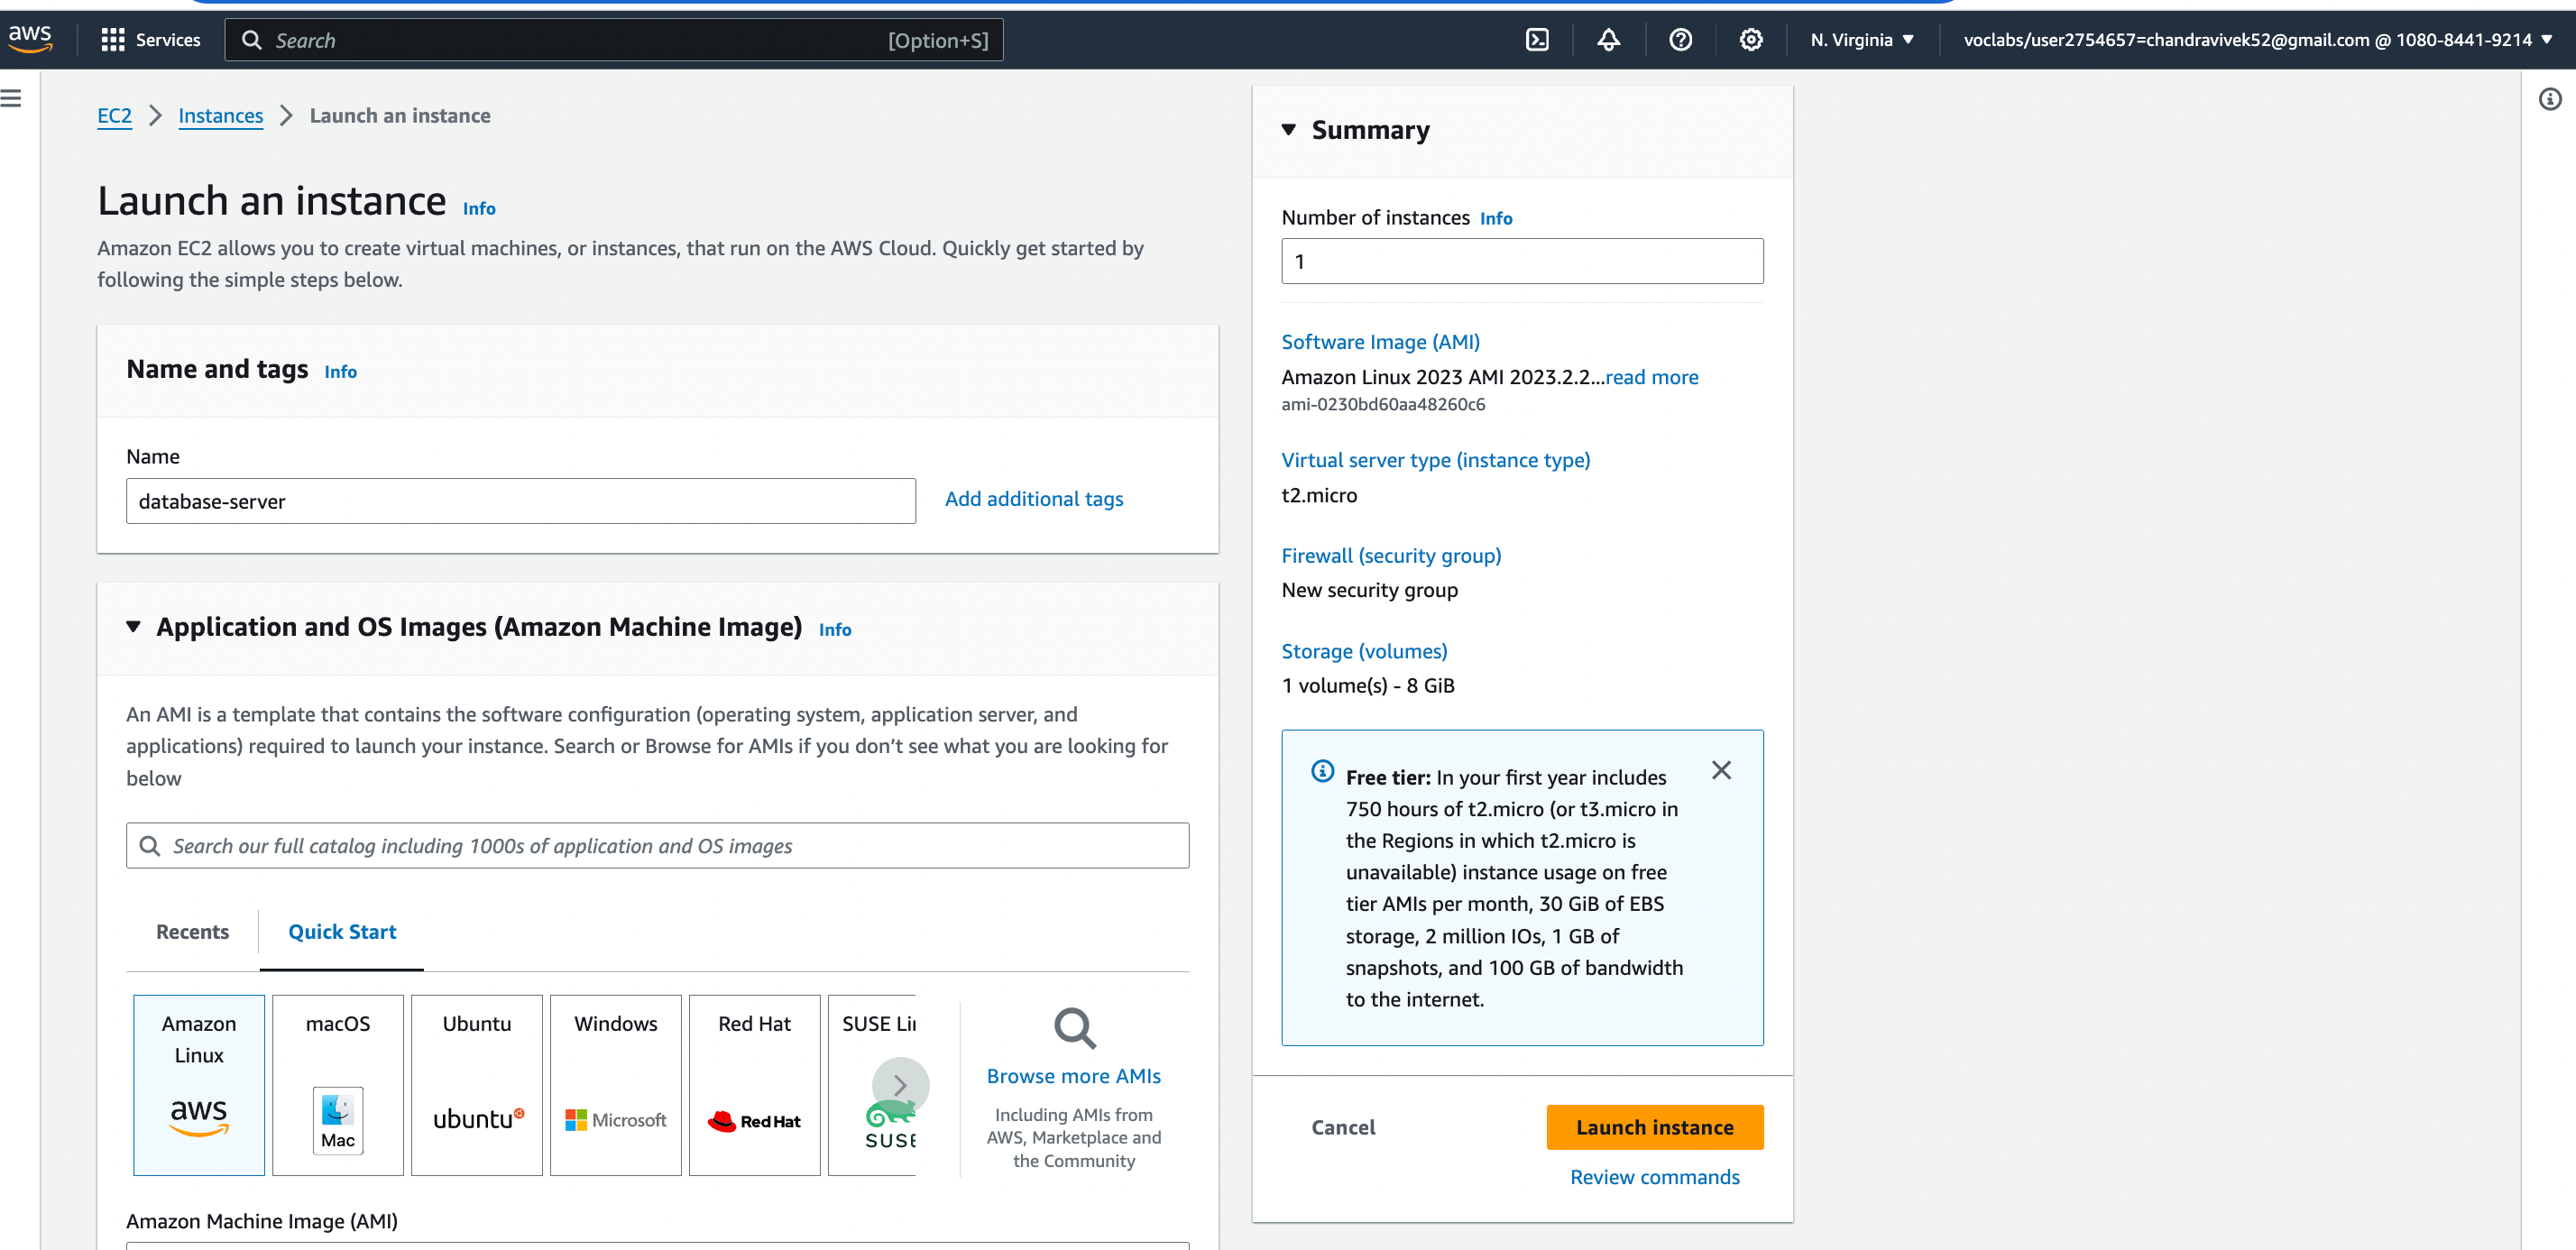 aws
Services
Search [Option+S]
N. Virginia
voclabs/user2754657=chandravivek52@gmail.com @ 1080-8441-9214
EC2 Instances Launch an instance
Launch an instance Info
Amazon EC2 allows you to create virtual machines, or instances, that run on the AWS Cloud. Quickly get started by
following the simple steps below.
Name and tags Info
Name
database-server
Add additional tags
Application and OS Images (Amazon Machine Image) Info
An AMI is a template that contains the software configuration (operating system, application server, and
applications) required to launch your instance. Search or Browse for AMIs if you don't see what you are looking for
below
Search our full catalog including 1000s of application and OS images
Recents
Quick Start
Amazon
Linux
aws
macOS
Mac
Ubuntu
ubuntu
Windows
Microsoft
Red Hat
Red Hat
SUSE Li
SUSE
Browse more AMIs
Including AMIs from
AWS, Marketplace and
the Community
Amazon Machine Image (AMI)
Summary
Number of instances Info
1
Software Image (AMI)
Amazon Linux 2023 AMI 2023.2.2...read more
ami-0230bd60aa48260c6
Virtual server type (instance type)
t2.micro
Firewall (security group)
New security group
Storage (volumes)
1 volume(s) - 8 GiB
Free tier: In your first year includes
750 hours of t2.micro (or t3.micro in
the Regions in which t2.micro is
unavailable) instance usage on free
tier AMIs per month, 30 GiB of EBS
storage, 2 million IOs, 1 GB of
snapshots, and 100 GB of bandwidth
to the internet.
Cancel
Launch instance
Review commands